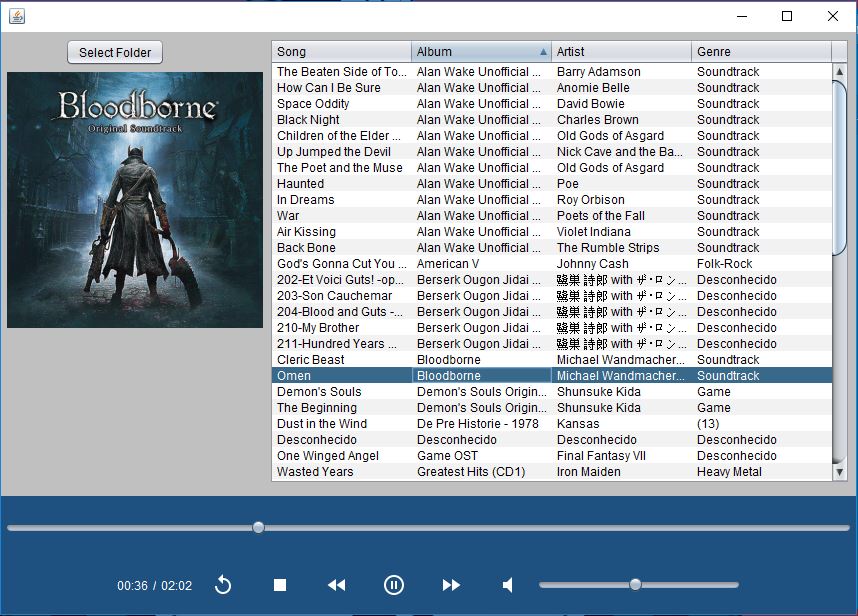 Select Folder
Bloodborne
Original Soundtrack
Song Album Artist Genre
The Beaten Side of To... Alan Wake Unofficial ... Barry Adamson Soundtrack
How Can I Be Sure Alan Wake Unofficial ... Anomie Belle Soundtrack
Space Oddity Alan Wake Unofficial ... David Bowie Soundtrack
Black Night Alan Wake Unofficial ... Charles Brown Soundtrack
Children of the Elder ... Alan Wake Unofficial ... Old Gods of Asgard Soundtrack
Up Jumped the Devil Alan Wake Unofficial ... Nick Cave and the Ba... Soundtrack
The Poet and the Muse Alan Wake Unofficial ... Old Gods of Asgard Soundtrack
Haunted Alan Wake Unofficial ... Poe Soundtrack
In Dreams Alan Wake Unofficial ... Roy Orbison Soundtrack
War Alan Wake Unofficial ... Poets of the Fall Soundtrack
Air Kissing Alan Wake Unofficial ... Violet Indiana Soundtrack
Back Bone Alan Wake Unofficial ... The Rumble Strips Soundtrack
God's Gonna Cut You ... American V Johnny Cash Folk-Rock
202-Et Voici Guts! -op... Berserk Ougon Jidai ... 鷺巣 詩郎 with ザ・ロン... Desconhecido
203-Son Cauchemar Berserk Ougon Jidai ... 鷺巣 詩郎 with ザ・ロン... Desconhecido
204-Blood and Guts -... Berserk Ougon Jidai ... 鷺巣 詩郎 with ザ・ロン... Desconhecido
210-My Brother Berserk Ougon Jidai ... 鷺巣 詩郎 with ザ・ロン... Desconhecido
211-Hundred Years ... Berserk Ougon Jidai ... 鷺巣 詩郎 with ザ・ロン... Desconhecido
Cleric Beast Bloodborne Michael Wandmacher... Soundtrack
Omen Bloodborne Michael Wandmacher... Soundtrack
Demon's Souls Demon's Souls Origin... Shunsuke Kida Game
The Beginning Demon's Souls Origin... Shunsuke Kida Game
Dust in the Wind De Pre Historie - 1978 Kansas (13)
Desconhecido Desconhecido Desconhecido Desconhecido
One Winged Angel Game OST Final Fantasy VII Desconhecido
Wasted Years Greatest Hits (CD1) Iron Maiden Heavy Metal
00:36 / 02:02